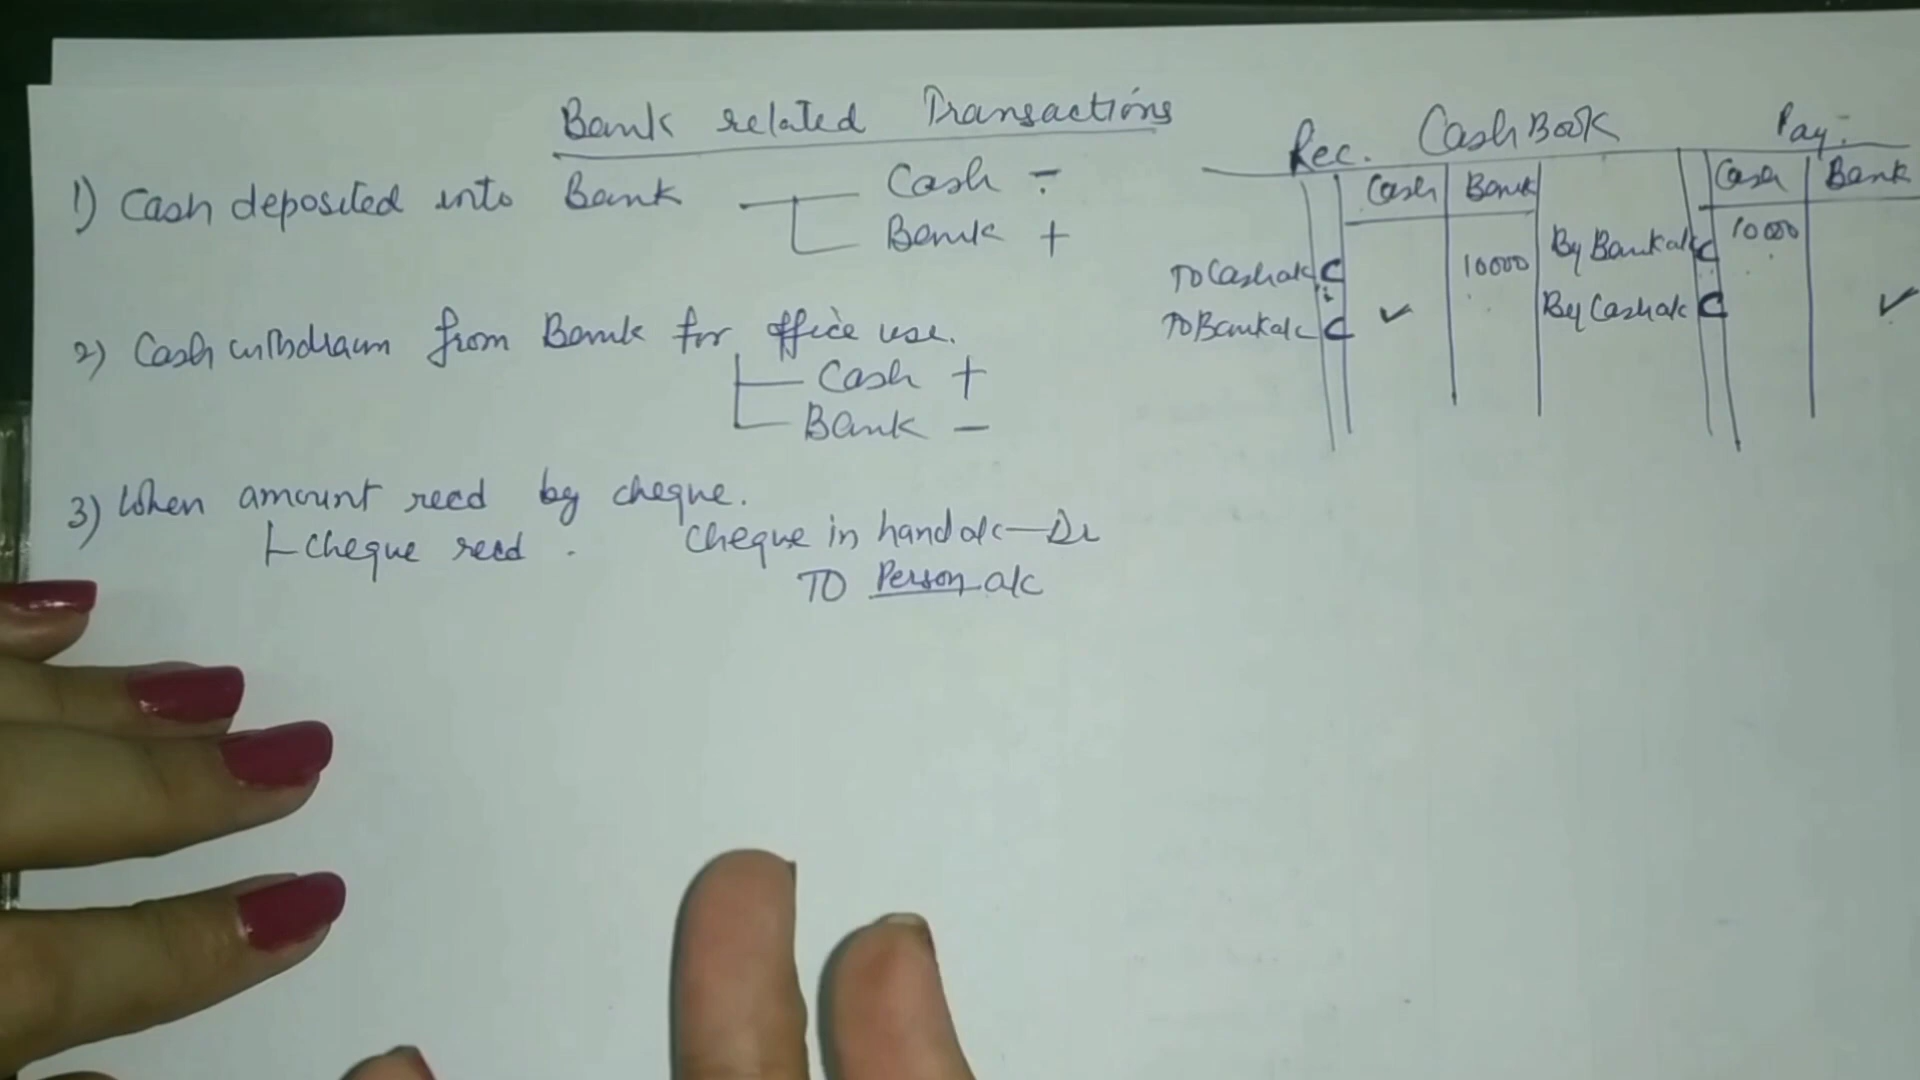 Bank related Transactions
1) Cash deposited into Bank
Cash -
Bank +
2) Cash withdrawn from Bank for office use.
Cash +
Bank -
3) When amount recd by cheque.
Cheque recd. Cheque in hand a/c - Dr
TO Person a/c
Rec. Cash Book Pay.
Cash Bank Cash Bank
To Cash a/c C 10000 By Bank a/c C 10000
To Bank a/c C ✓ By Cash a/c C ✓